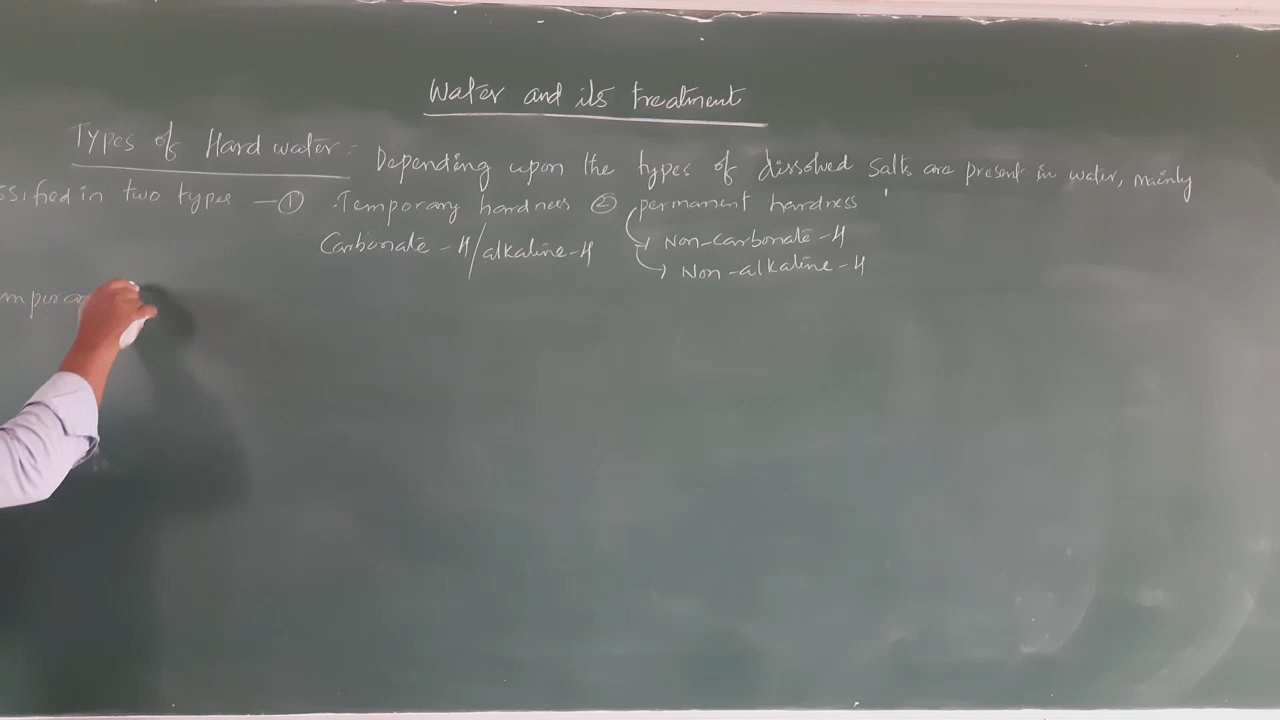 Water and its treatment
Types of Hard water:- Depending upon the types of dissolved salts are present in water, mainly
ssified in two types - ① Temporary hardness ② permanent hardness
Carbonate - H/alkaline-H
Non-Carbonate-H
Non-alkaline-H
mpora